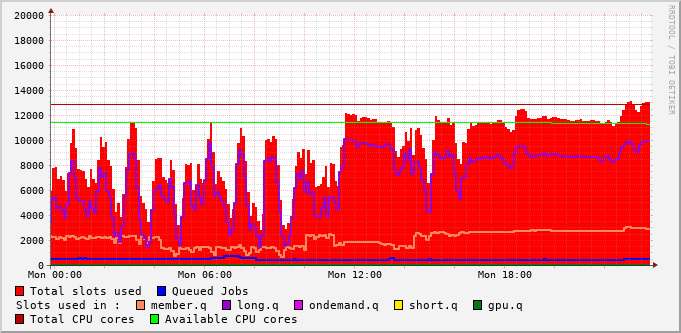 20000
18000
16000
14000
12000
10000
8000
6000
4000
2000
0
Mon 00:00 Mon 06:00 Mon 12:00 Mon 18:00
RRDTOOL / TOBI OETIKER
Total slots used Queued Jobs
Slots used in : member.q long.q ondemand.q short.q gpu.q
Total CPU cores Available CPU cores